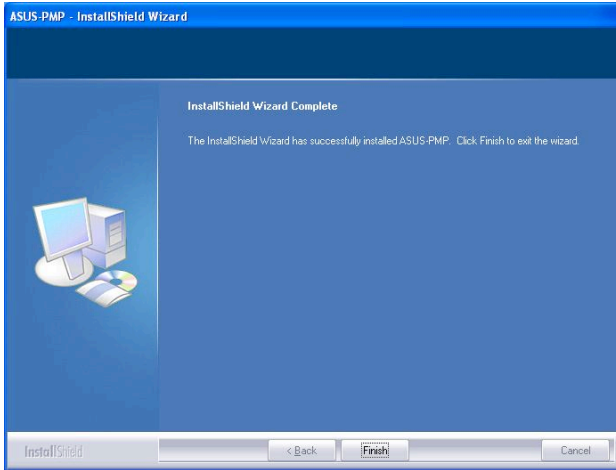 ASUS-PMP - InstallShield Wizard
InstallShield Wizard Complete
The InstallShield Wizard has successfully installed ASUS-PMP. Click Finish to exit the wizard.
InstallShield
< Back
Finish
Cancel